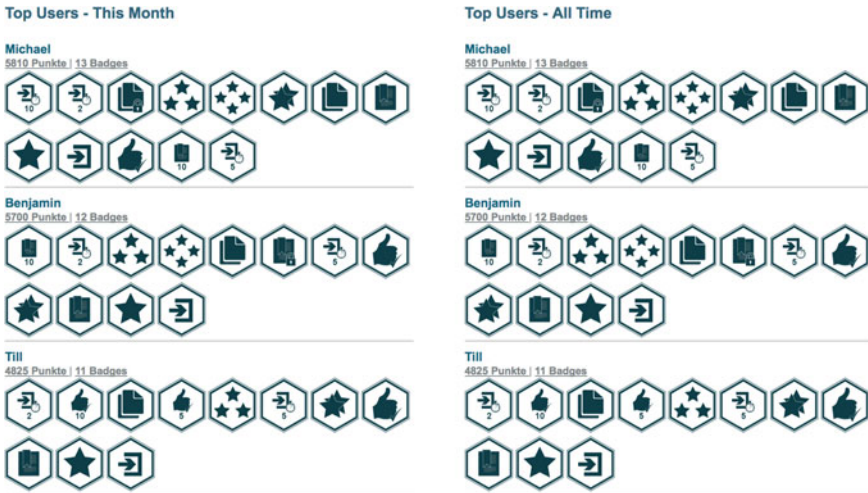 Top Users - This Month
Michael
5810 Punkte | 13 Badges
10 2
10 5
Benjamin
5700 Punkte | 12 Badges
10 2 5
Till
4825 Punkte | 11 Badges
2 10 5 5
Top Users - All Time
Michael
5810 Punkte | 13 Badges
10 2
10 5
Benjamin
5700 Punkte | 12 Badges
10 2 5
Till
4825 Punkte | 11 Badges
2 10 5 5